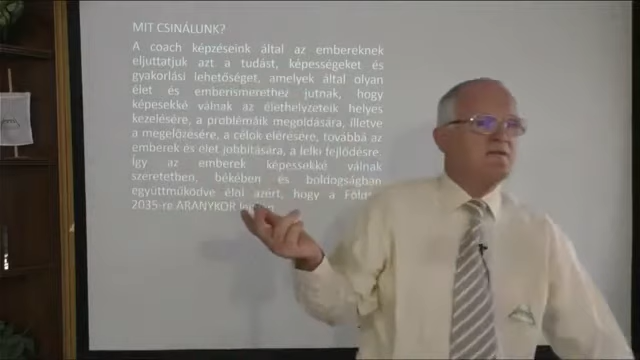 MIT CSINÁLUNK?
A coach képzéseink által az embereknek
eljuttatjuk azt a tudást, képességeket és
gyakorlási lehetőséget, amelyek által olyan
élet és emberismerethez jutnak, hogy
képesekké válnak az élethelyzeteik helyes
kezelésére, a problémáik megoldására, illetve
a megelőzésére, a célok elérésére, továbbá az
emberek és élet jobbítására, a lelki fejlődésre.
Így az emberek képessekké válnak
szeretetben, békében és boldogságban
együttműködve élni azért, hogy a
2035-re ARANYKOR